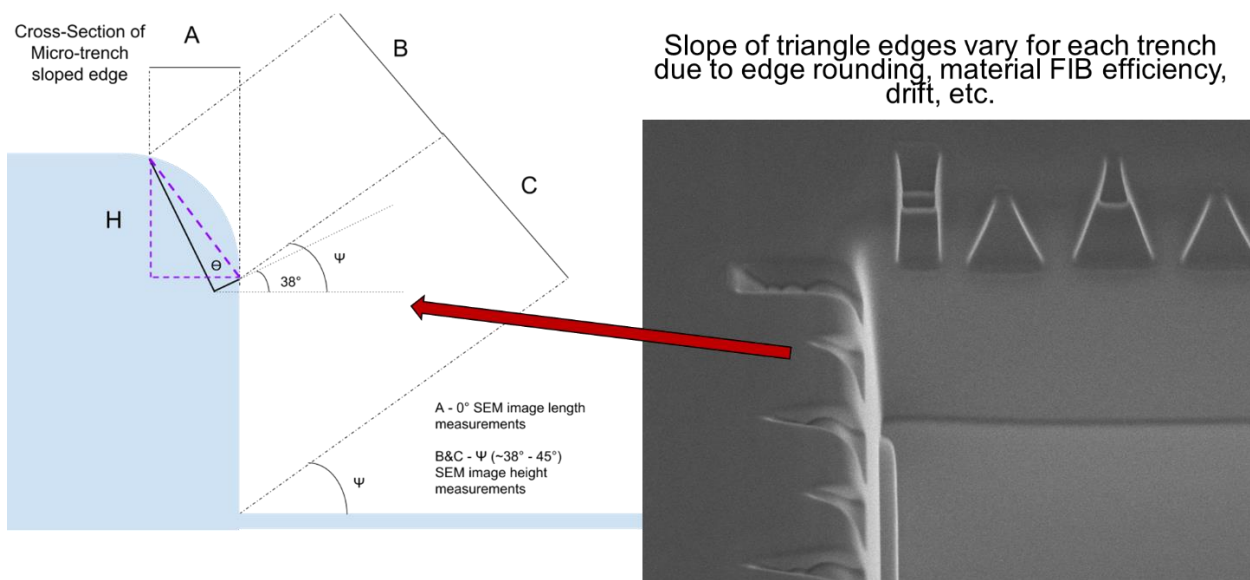 Cross-Section of
Micro-trench
sloped edge
A
B
C
H
Θ
Ψ
38°
Ψ
A - 0° SEM image length
measurements
B&C - Ψ (~38° - 45°)
SEM image height
measurements
Slope of triangle edges vary for each trench
due to edge rounding, material FIB efficiency,
drift, etc.